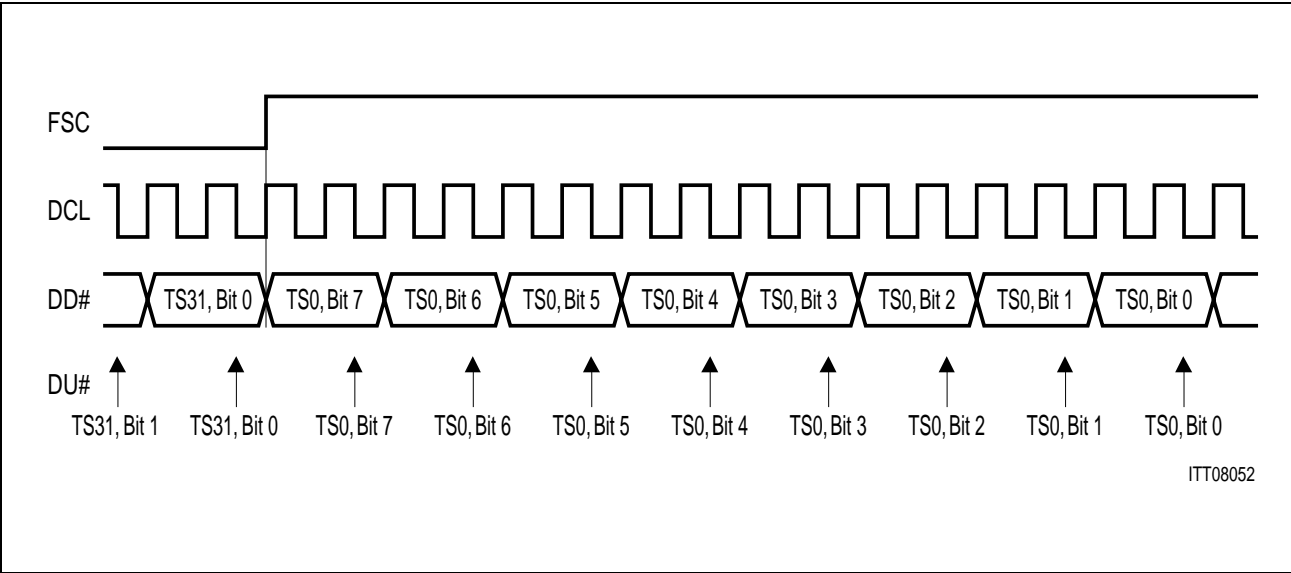 FSC
DCL
DD# TS31, Bit 0 TS0, Bit 7 TS0, Bit 6 TS0, Bit 5 TS0, Bit 4 TS0, Bit 3 TS0, Bit 2 TS0, Bit 1 TS0, Bit 0
DU#
TS31, Bit 1 TS31, Bit 0 TS0, Bit 7 TS0, Bit 6 TS0, Bit 5 TS0, Bit 4 TS0, Bit 3 TS0, Bit 2 TS0, Bit 1 TS0, Bit 0
ITT08052